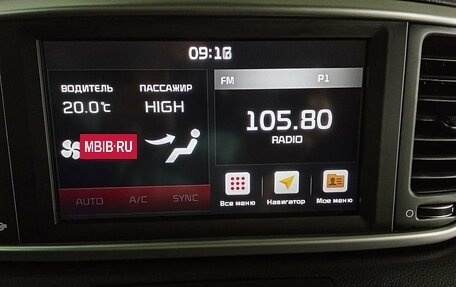 09:10
ВОДИТЕЛЬ ПАССАЖИР
20.0℃ HIGH
MBIB·RU
AUTO A/C SYNC
FM P1
105.80
RADIO
Все меню Навигатор Мое меню